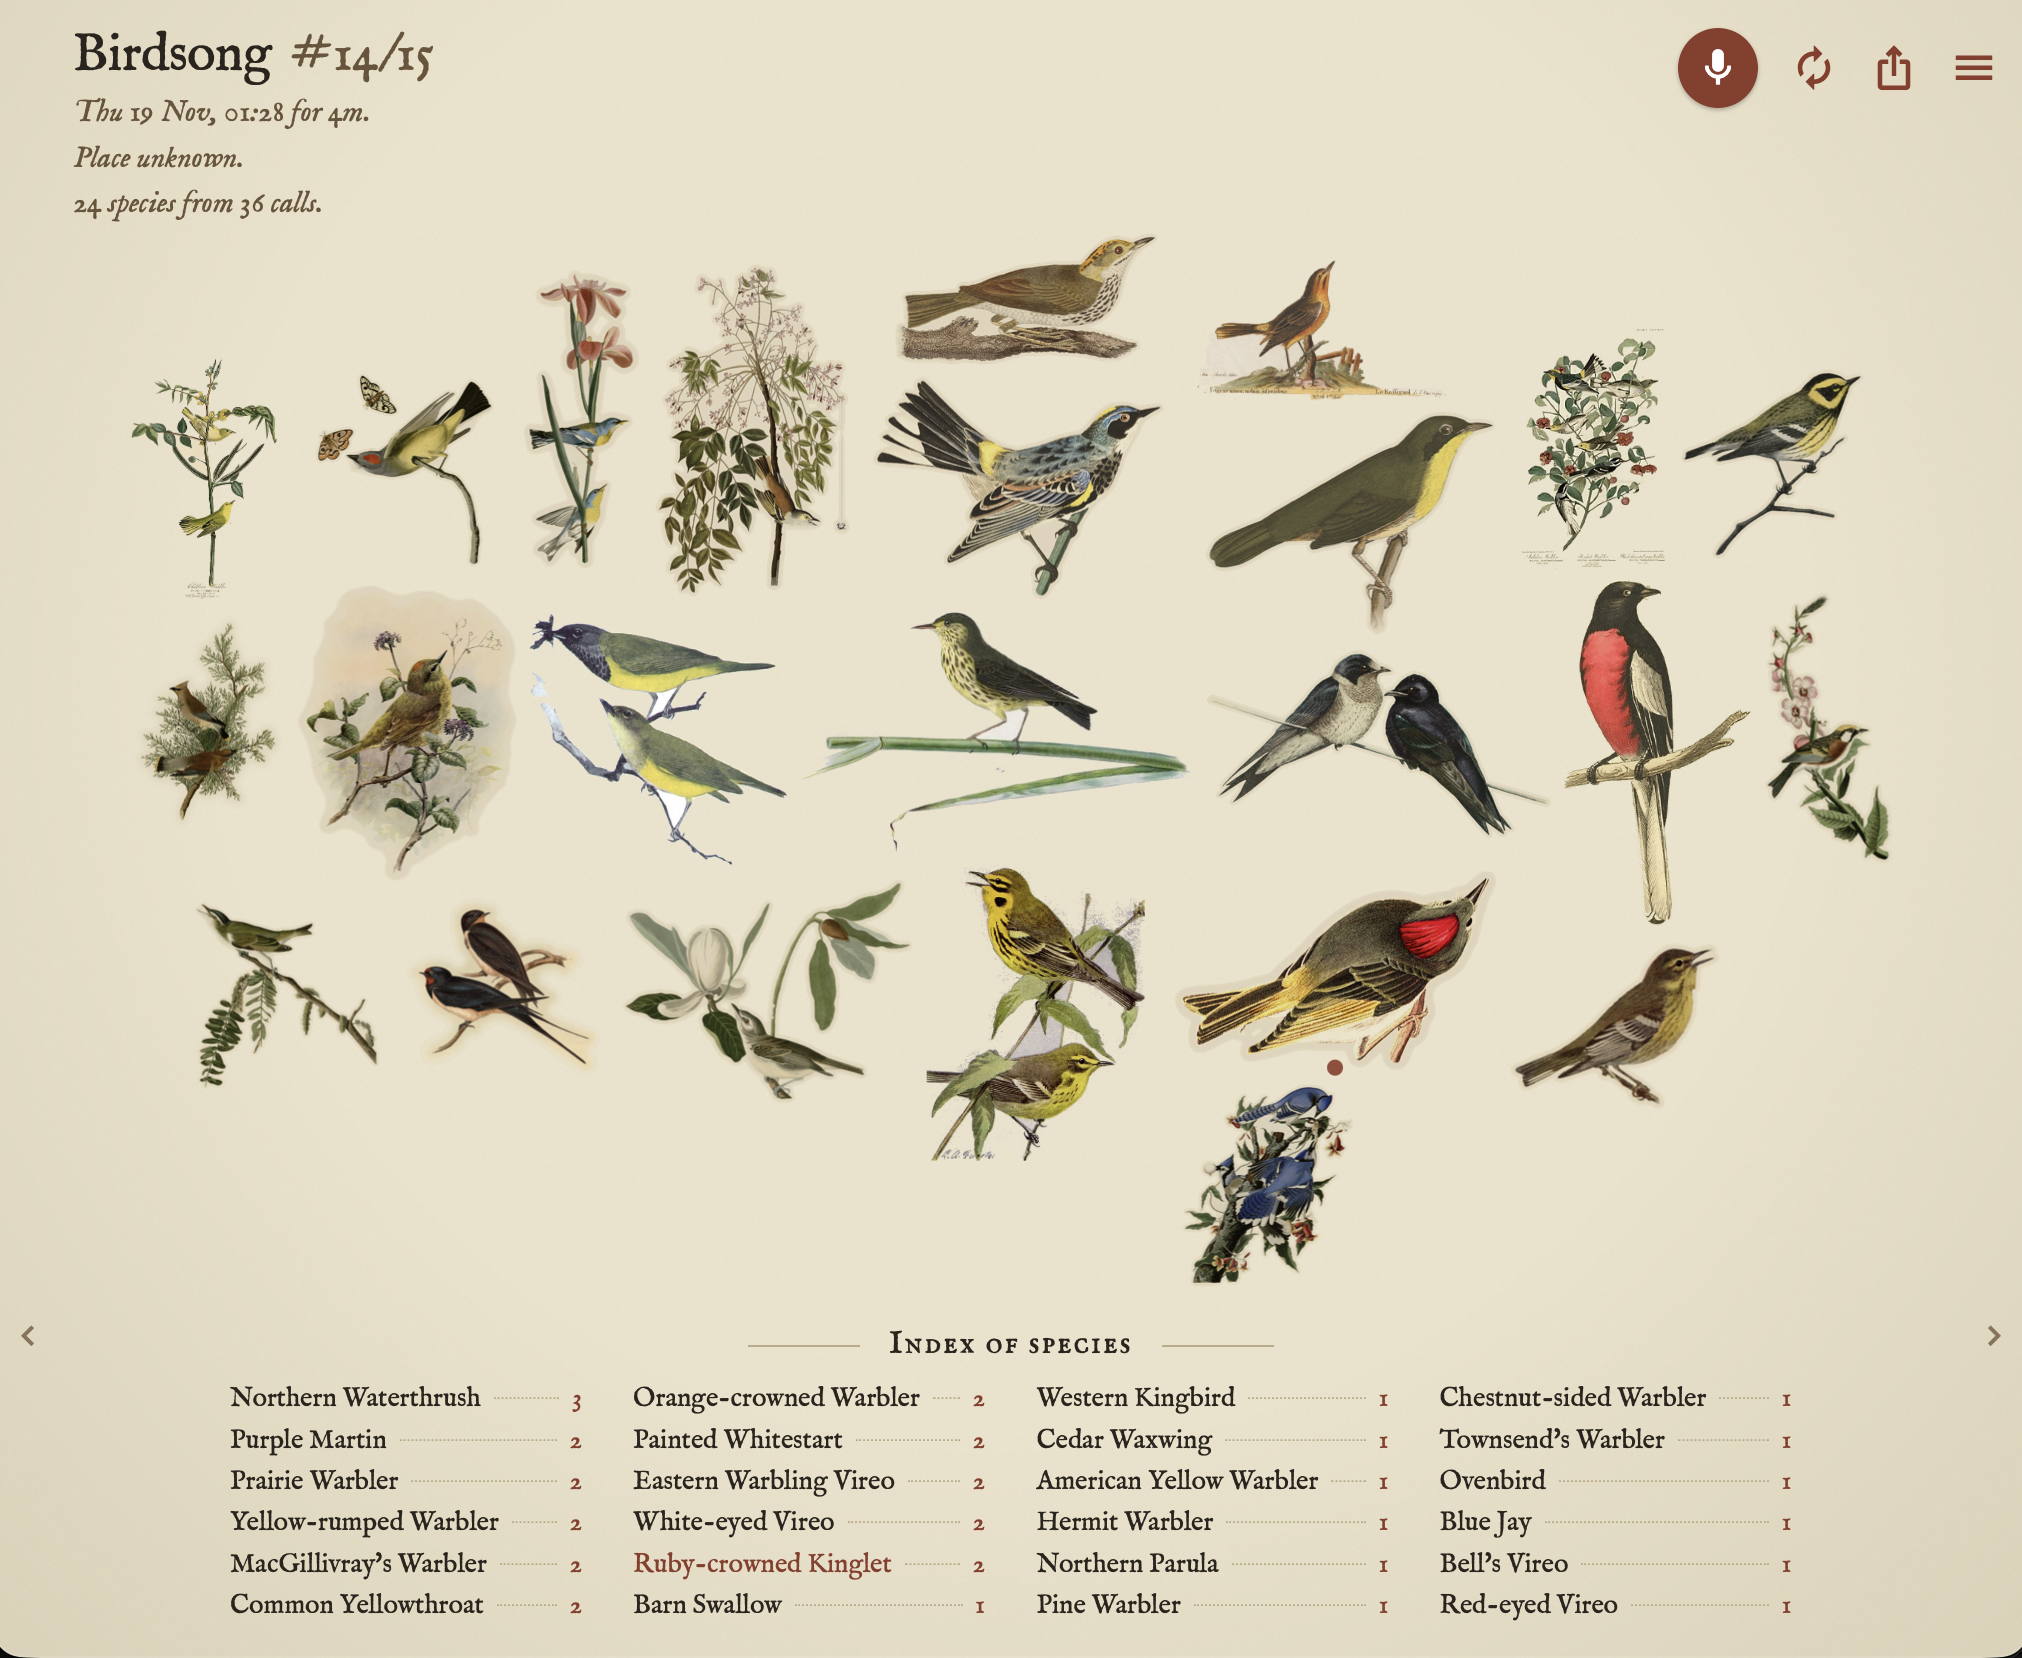 Birdsong #14/15
Thu 19 Nov, 01:28 for 4m.
Place unknown.
24 species from 36 calls.
Index of species
Northern Waterthrush 3
Purple Martin 2
Prairie Warbler 2
Yellow-rumped Warbler 2
MacGillivray's Warbler 2
Common Yellowthroat 2
Orange-crowned Warbler 2
Painted Whitestart 2
Eastern Warbling Vireo 2
White-eyed Vireo 2
Ruby-crowned Kinglet 2
Barn Swallow 1
Western Kingbird 1
Cedar Waxwing 1
American Yellow Warbler 1
Hermit Warbler 1
Northern Parula 1
Pine Warbler 1
Chestnut-sided Warbler 1
Townsend's Warbler 1
Ovenbird 1
Blue Jay 1
Bell's Vireo 1
Red-eyed Vireo 1